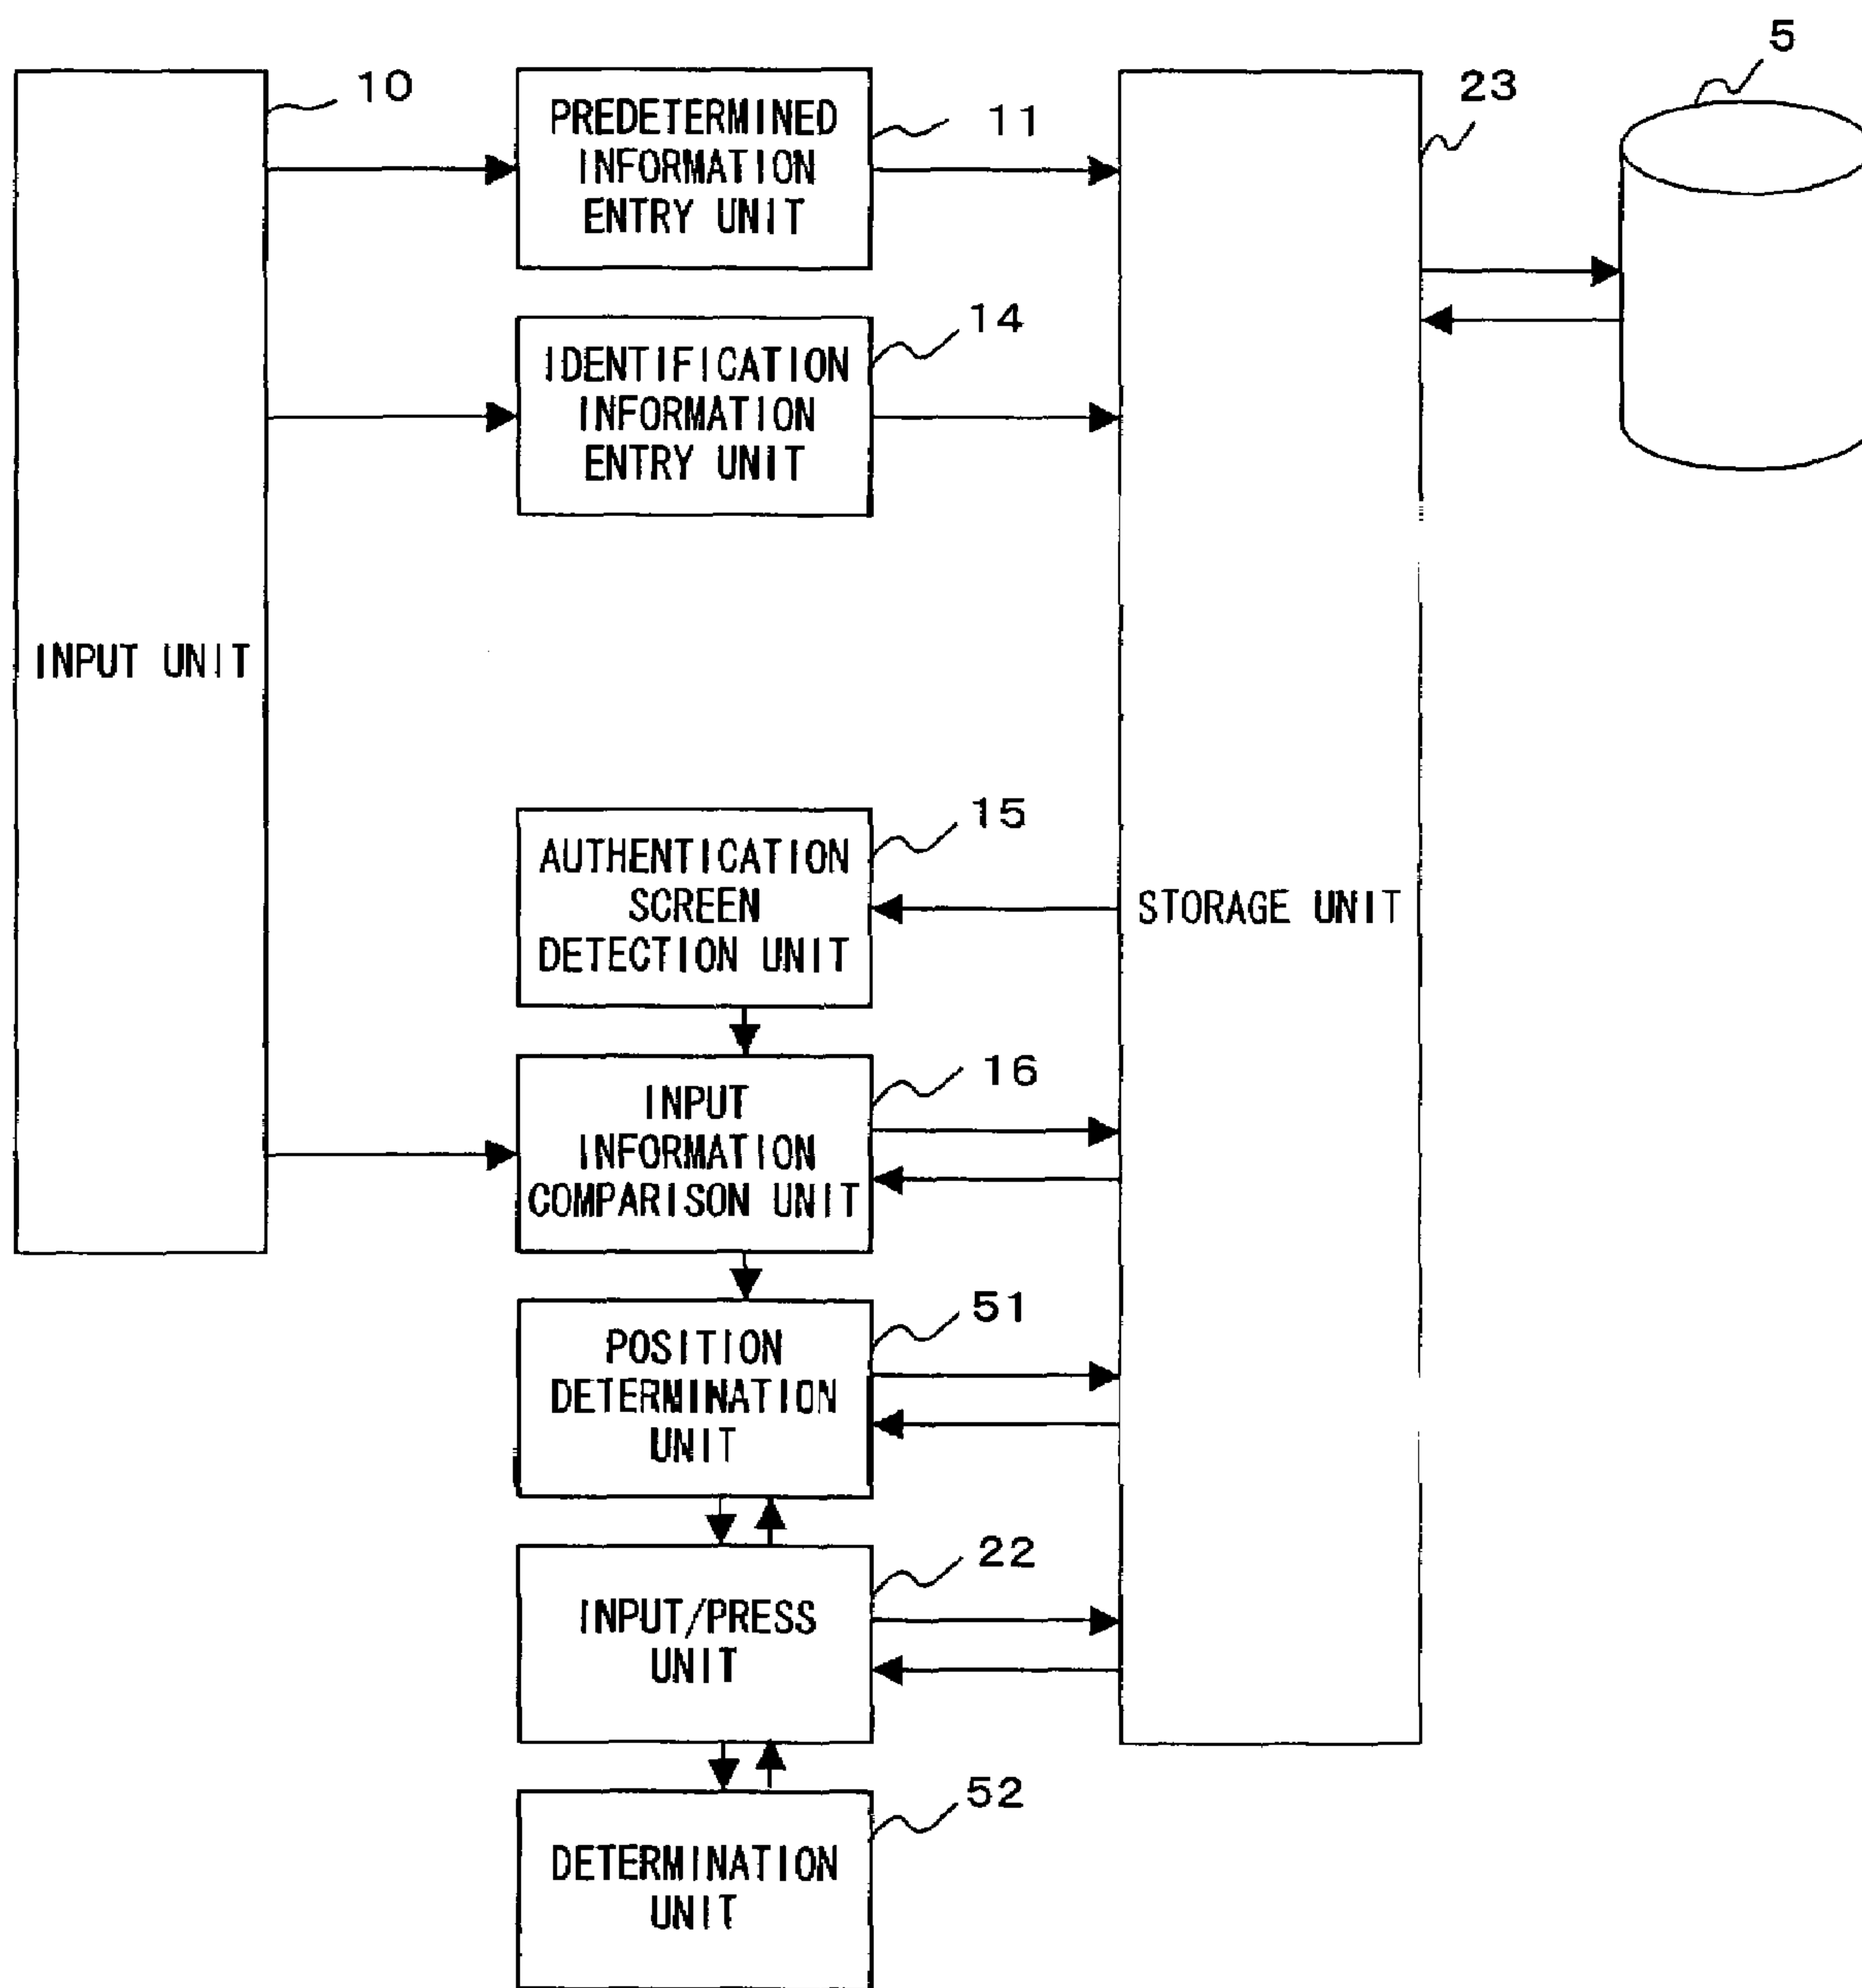 5
10
23
PREDETERMINED
INFORMATION
ENTRY UNIT
11
14
IDENTIFICATION
INFORMATION
ENTRY UNIT
INPUT UNIT
15
AUTHENTICATION
SCREEN
DETECTION UNIT
STORAGE UNIT
16
INPUT
INFORMATION
COMPARISON UNIT
51
POSITION
DETERMINATION
UNIT
22
INPUT/PRESS
UNIT
52
DETERMINATION
UNIT